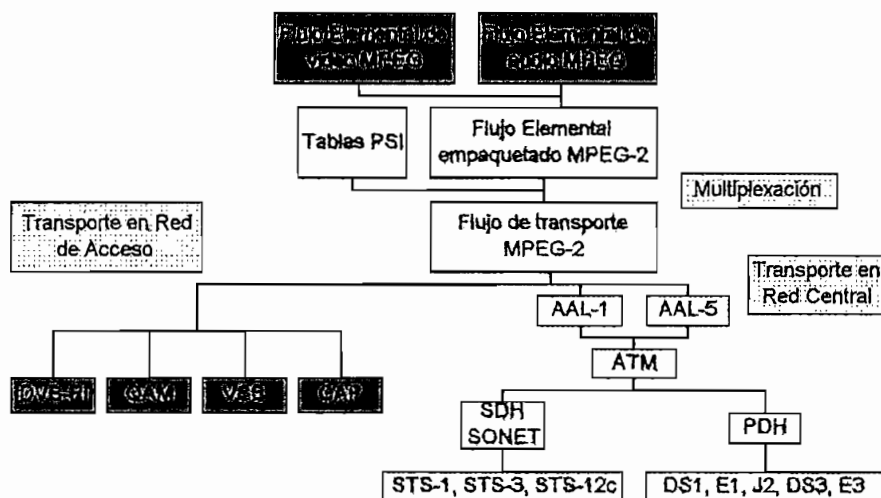 Flujo Elemental de
video MPEG
Flujo Elemental de
audio MPEG
Tablas PSI
Flujo Elemental
empaquetado MPEG-2
Multiplexación
Transporte en Red
de Acceso
Flujo de transporte
MPEG-2
Transporte en
Red Central
AAL-1
AAL-5
ATM
QAM
VSB
CAP
SDH
SONET
PDH
STS-1, STS-3, STS-12c
DS1, E1, J2, DS3, E3